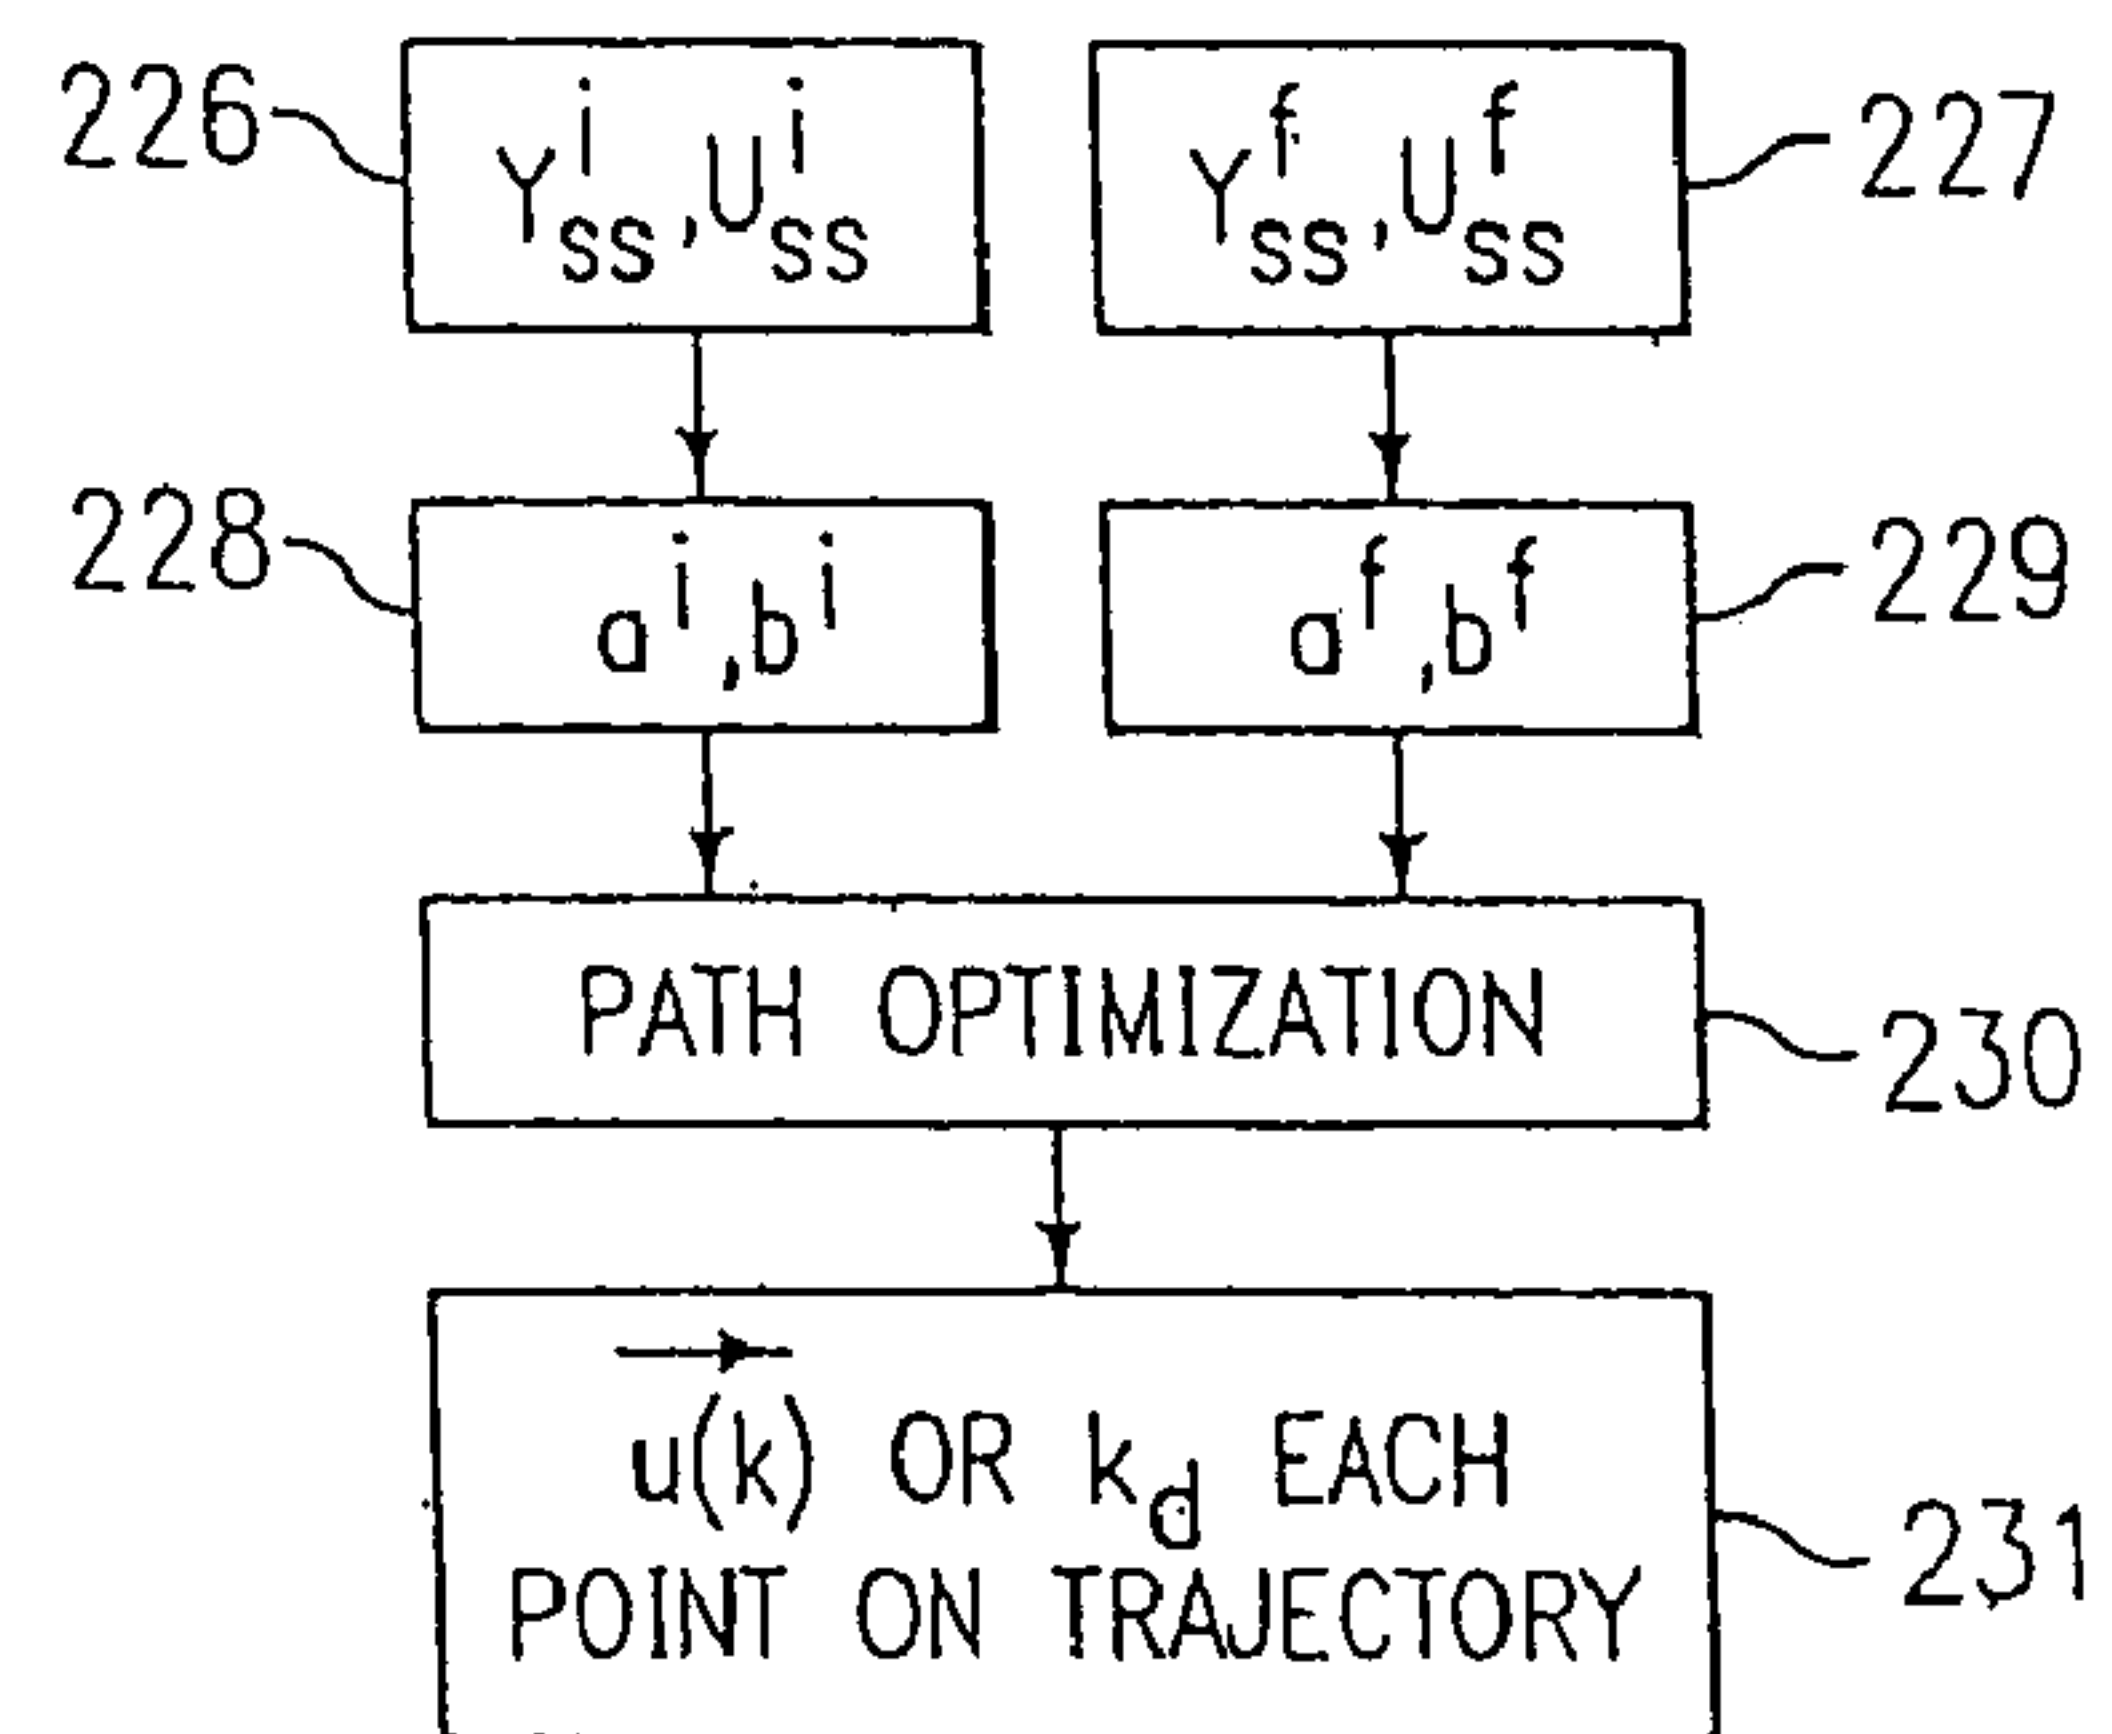 226
Y^i_ss, U^i_ss
Y^f_ss, U^f_ss
227
228
a^i, b^i
a^f, b^f
229
PATH OPTIMIZATION
230
u(k) OR k_d EACH
POINT ON TRAJECTORY
231